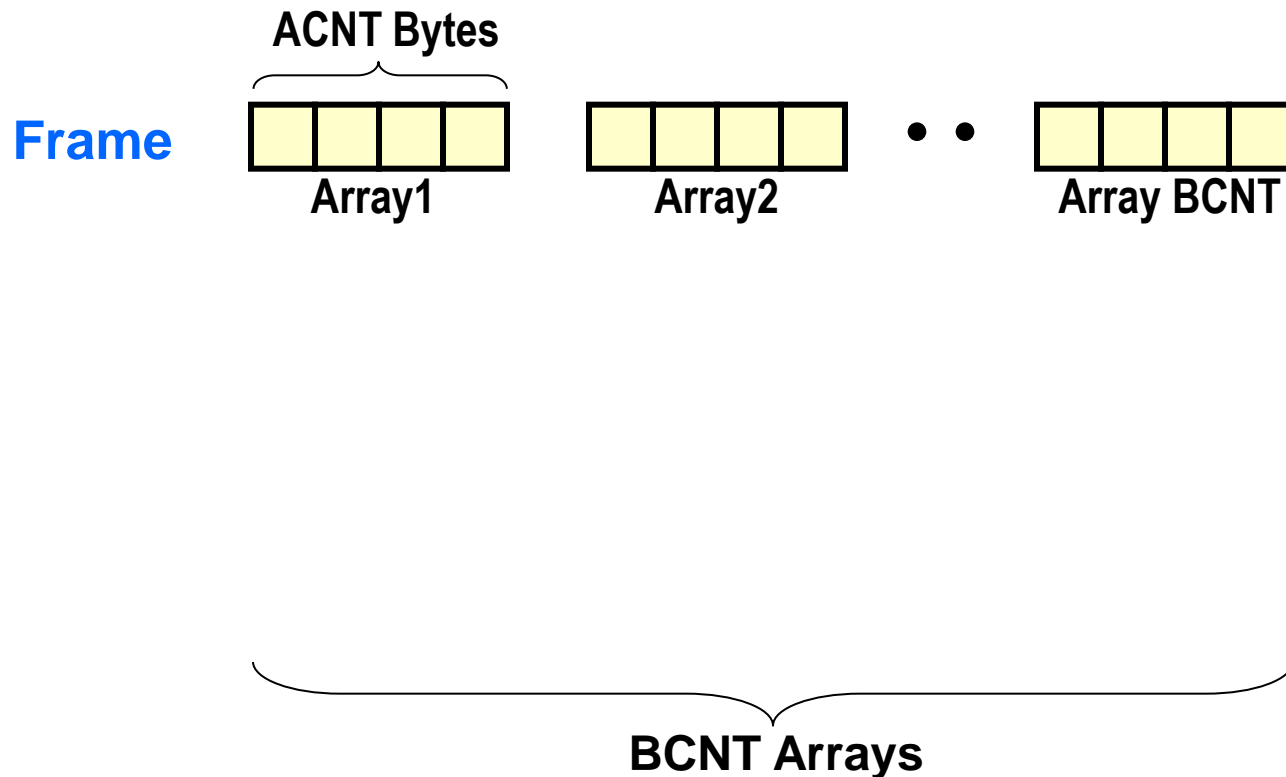 ACNT Bytes
Frame
Array1
Array2
Array BCNT
BCNT Arrays